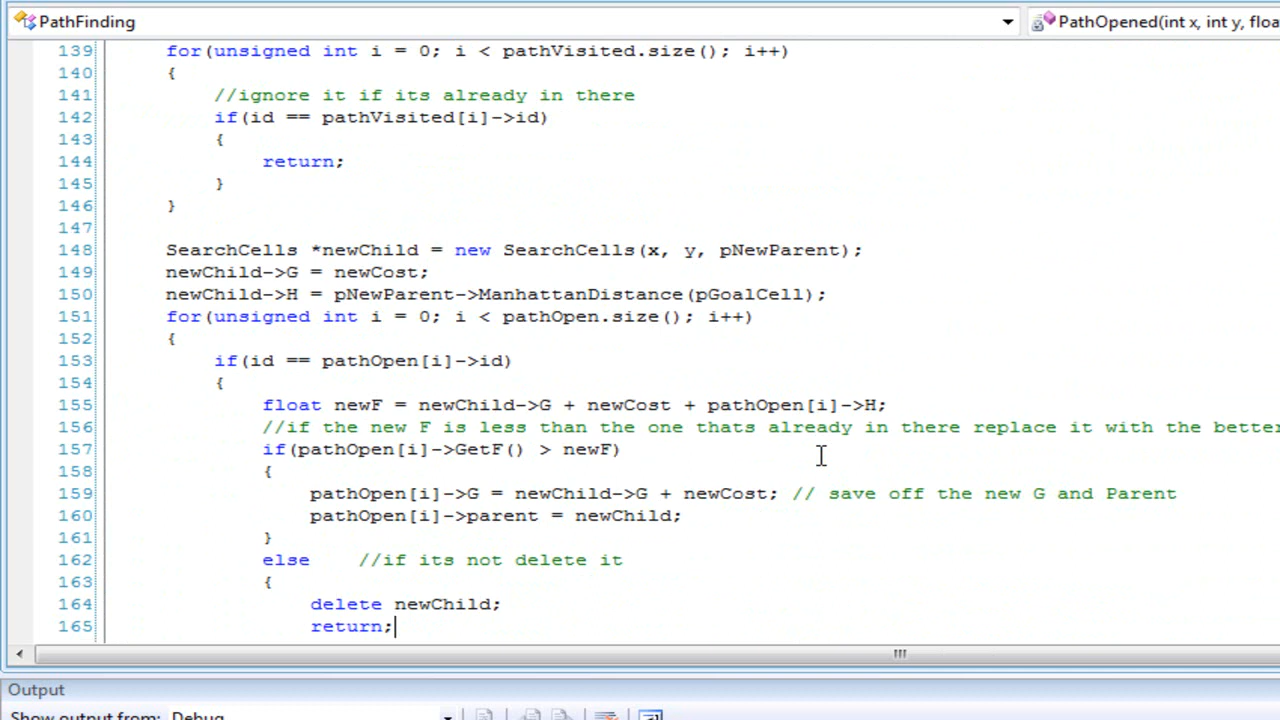 PathFinding
PathOpened(int x, int y, floa
139 for(unsigned int i = 0; i < pathVisited.size(); i++)
140 {
141 //ignore it if its already in there
142 if(id == pathVisited[i]->id)
143 {
144 return;
145 }
146 }
147
148 SearchCells *newChild = new SearchCells(x, y, pNewParent);
149 newChild->G = newCost;
150 newChild->H = pNewParent->ManhattanDistance(pGoalCell);
151 for(unsigned int i = 0; i < pathOpen.size(); i++)
152 {
153 if(id == pathOpen[i]->id)
154 {
155 float newF = newChild->G + newCost + pathOpen[i]->H;
156 //if the new F is less than the one thats already in there replace it with the better
157 if(pathOpen[i]->GetF() > newF)
158 {
159 pathOpen[i]->G = newChild->G + newCost; // save off the new G and Parent
160 pathOpen[i]->parent = newChild;
161 }
162 else //if its not delete it
163 {
164 delete newChild;
165 return;
Output
Show output from: Debug